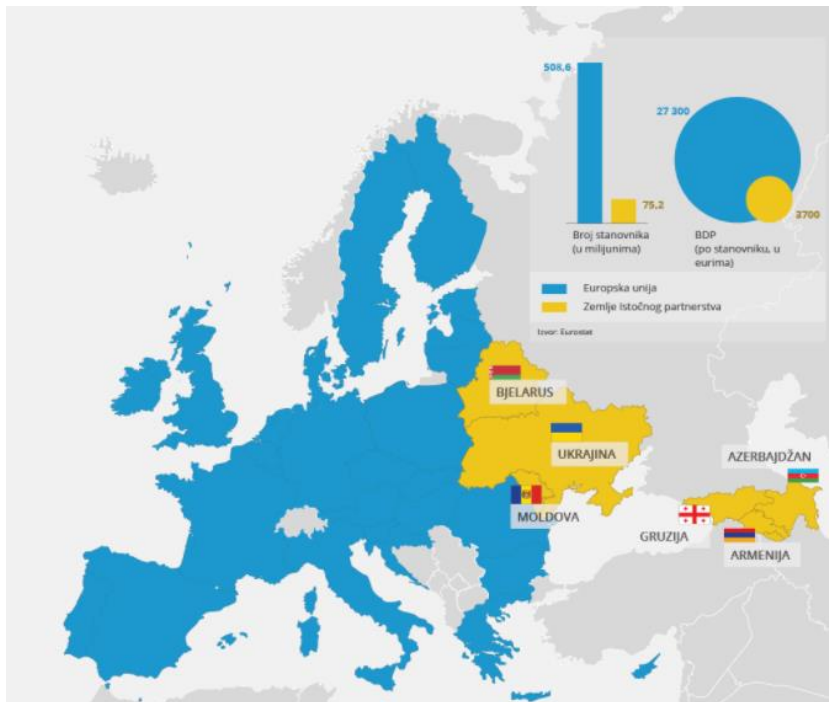 508,6
27 300
75,2
3700
Broj stanovnika
(u milijunima)
BDP
(po stanovniku, u
eurima)
Europska unija
Zemlje Istočnog partnerstva
Izvor: Eurostat
BJELARUS
UKRAJINA
AZERBAJDŽAN
MOLDOVA
GRUZIJA
ARMENIJA